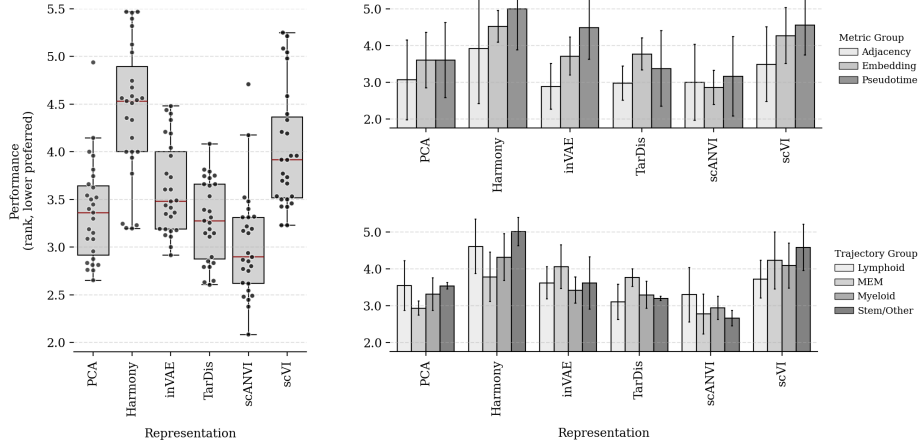 5.5
5.0
4.5
4.0
3.5
3.0
2.5
2.0
Performance
(rank, lower preferred)
PCA
Harmony
inVAE
TarDis
scANVI
scVI
Representation
5.0
4.0
3.0
2.0
PCA
Harmony
inVAE
TarDis
scANVI
scVI
Metric Group
Adjacency
Embedding
Pseudotime
5.0
4.0
3.0
2.0
PCA
Harmony
inVAE
TarDis
scANVI
scVI
Representation
Trajectory Group
Lymphoid
MEM
Myeloid
Stem/Other